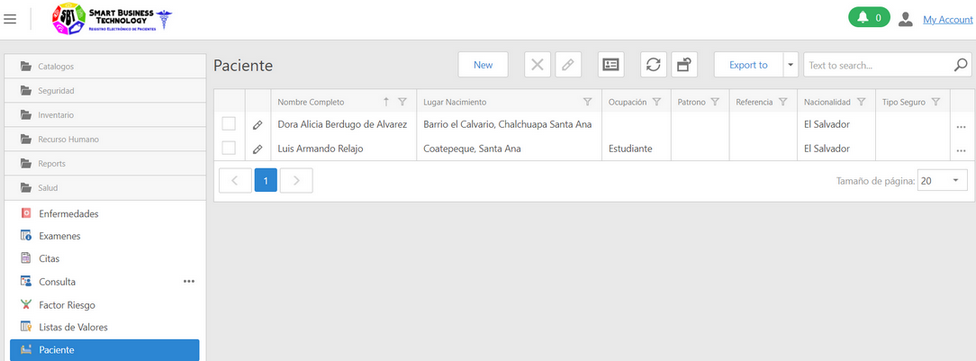 SBT
SMART BUSINESS
TECHNOLOGY
REGISTRO ELECTRÓNICO DE PACIENTES
0
My Account
Catalogos
Seguridad
Inventario
Recurso Humano
Reports
Salud
Enfermedades
Examenes
Citas
Consulta
Factor Riesgo
Listas de Valores
Paciente
Paciente
New
Export to
Text to search...
Nombre Completo Lugar Nacimiento Ocupación Patrono Referencia Nacionalidad Tipo Seguro
Dora Alicia Berdugo de Alvarez Barrio el Calvario, Chalchuapa Santa Ana El Salvador
Luis Armando Relajo Coatepeque, Santa Ana Estudiante El Salvador
1
Tamaño de página: 20